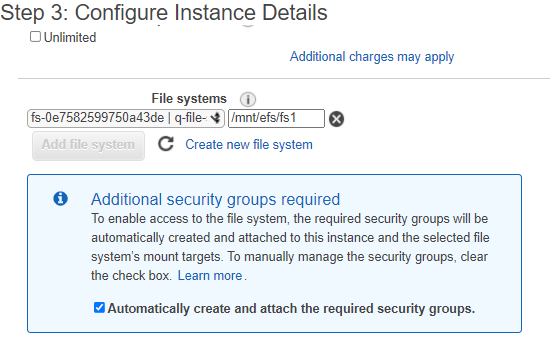 Step 3: Configure Instance Details
Unlimited
Additional charges may apply
File systems
fs-0e7582599750a43de | q-file- /mnt/efs/fs1
Add file system Create new file system
Additional security groups required
To enable access to the file system, the required security groups will be
automatically created and attached to this instance and the selected file
system's mount targets. To manually manage the security groups, clear
the check box. Learn more.
Automatically create and attach the required security groups.